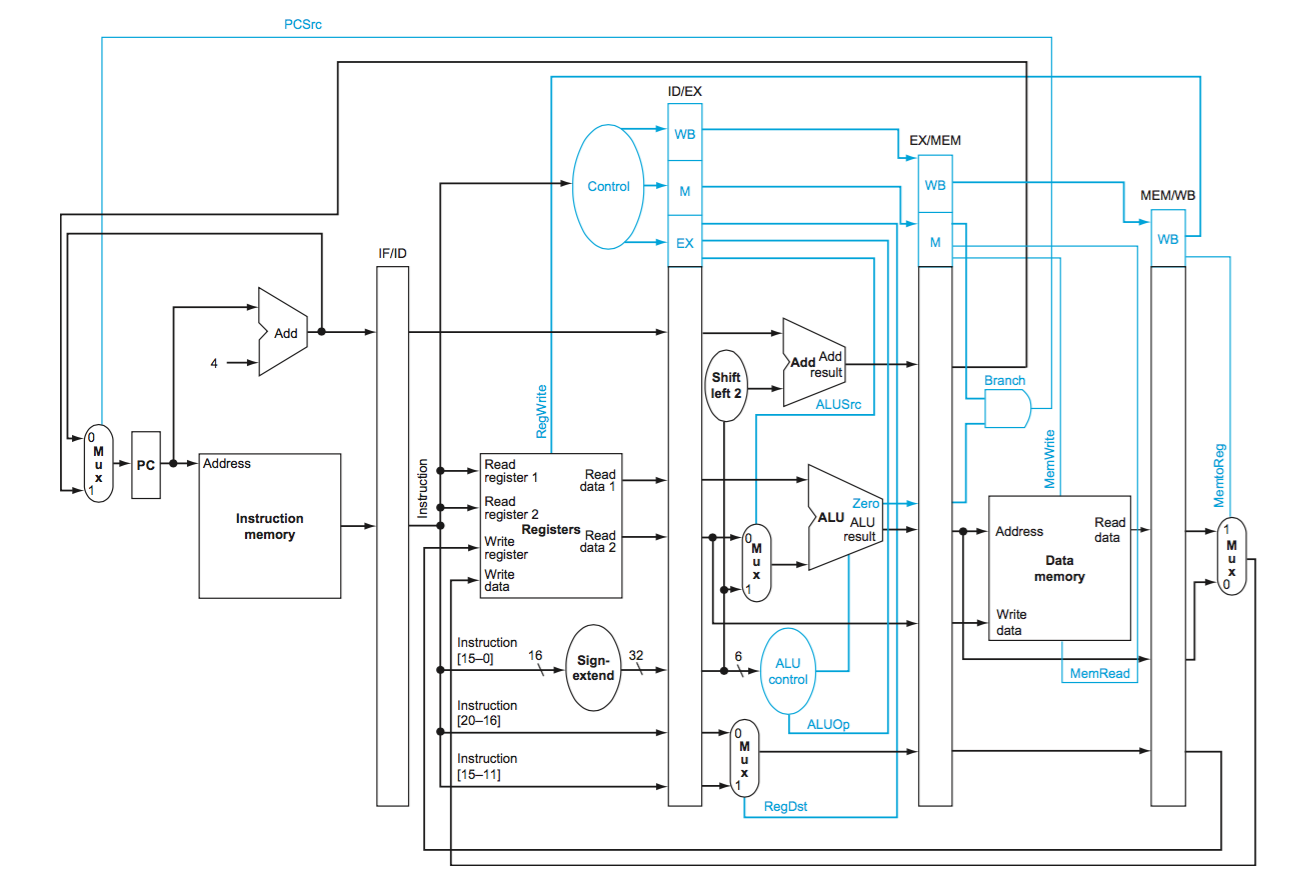 PCSrc
ID/EX
WB
EX/MEM
Control
M
WB
MEM/WB
EX
M
WB
IF/ID
Add
4
Add Add
result
Shift
left 2
Branch
ALUSrc
RegWrite
MemWrite
MemtoReg
0
M
u
x
1
PC
Address
Instruction
memory
Instruction
Read
register 1
Read
data 1
Read
register 2
Registers
Read
data 2
Write
register
Write
data
0
M
u
x
1
Zero
ALU ALU
result
Address
Read
data
Data
memory
Write
data
1
M
u
x
0
Instruction
[15–0]
16
Sign-
extend
32
6
ALU
control
MemRead
Instruction
[20–16]
ALUOp
0
M
u
x
1
Instruction
[15–11]
RegDst